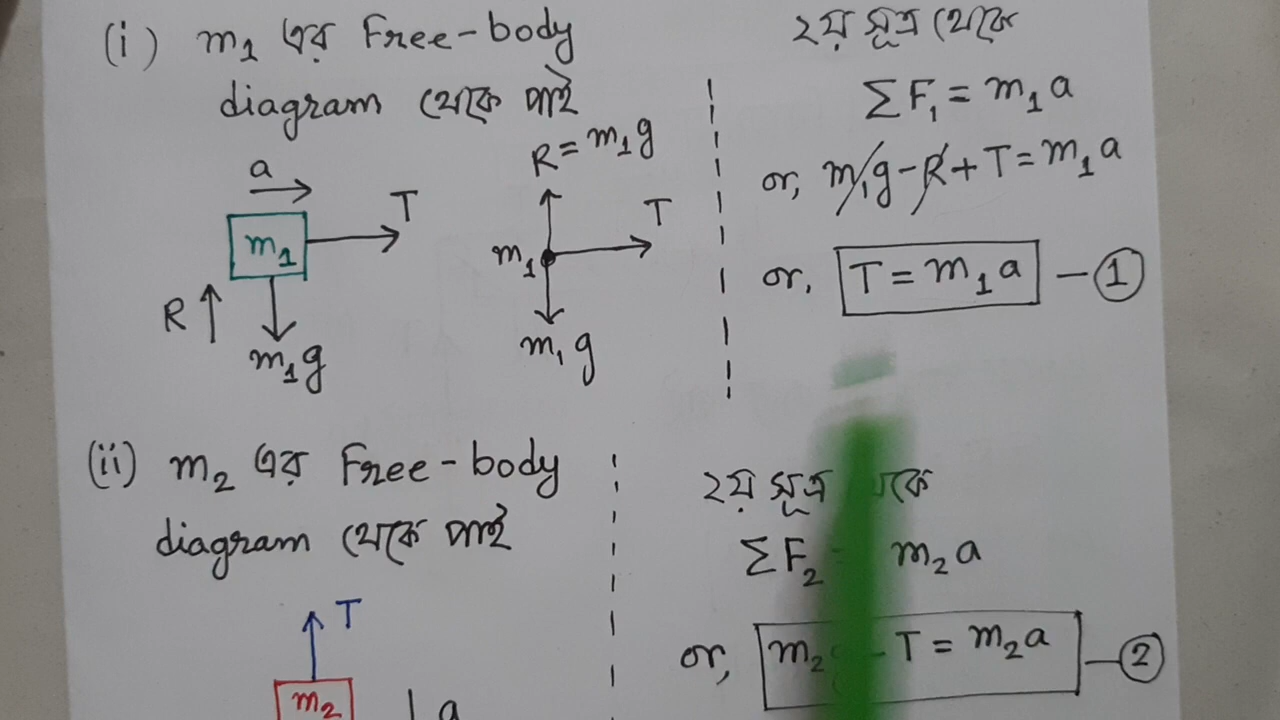 (i) m₁ এর Free-body
diagram থেকে পাই
a
m₁
T
R
m₁g
R = m₁g
T
m₁
m₁g
২য় সূত্র থেকে
ΣF₁ = m₁a
or, m₁g - R + T = m₁a
or, T = m₁a — ①
(ii) m₂ এর Free-body
diagram থেকে পাই
T
m₂
a
২য় সূত্র
ΣF₂ m₂a
or, m₂ - T = m₂a — ②